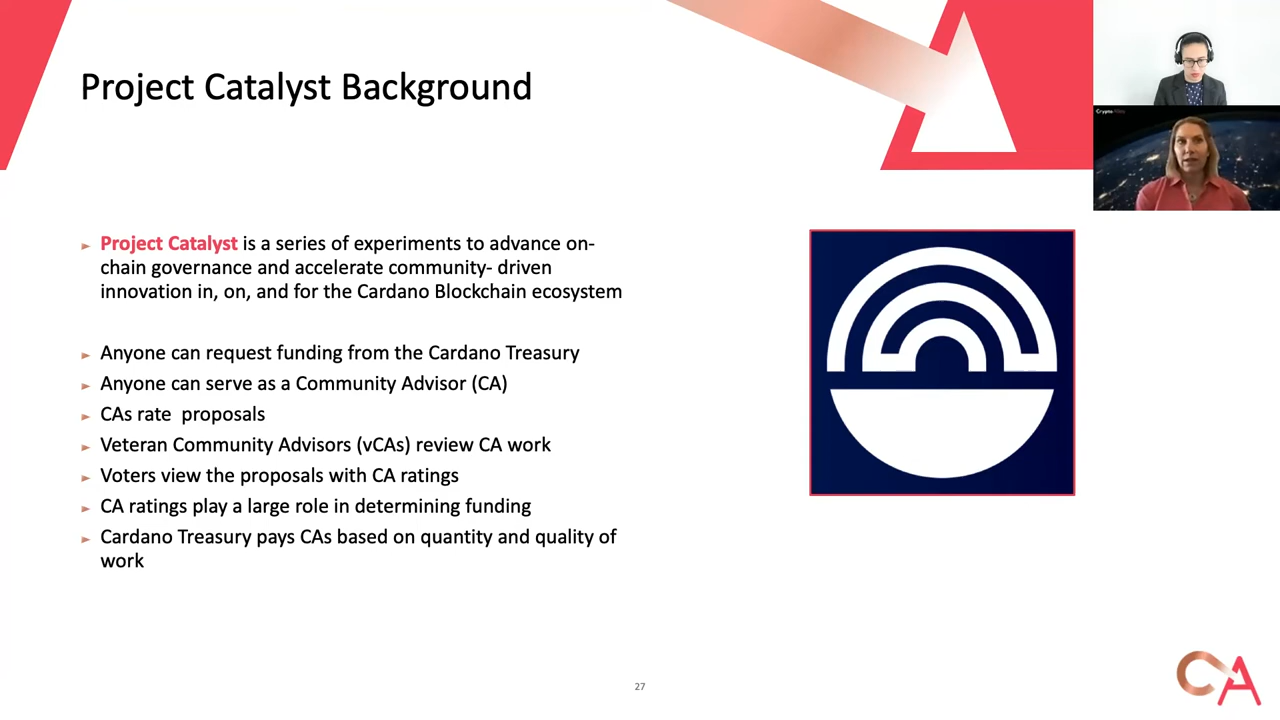 Project Catalyst Background
Crypto Alley
► Project Catalyst is a series of experiments to advance on-
chain governance and accelerate community- driven
innovation in, on, and for the Cardano Blockchain ecosystem
► Anyone can request funding from the Cardano Treasury
► Anyone can serve as a Community Advisor (CA)
► CAs rate  proposals
► Veteran Community Advisors (vCAs) review CA work
► Voters view the proposals with CA ratings
► CA ratings play a large role in determining funding
► Cardano Treasury pays CAs based on quantity and quality of
work
27
CA